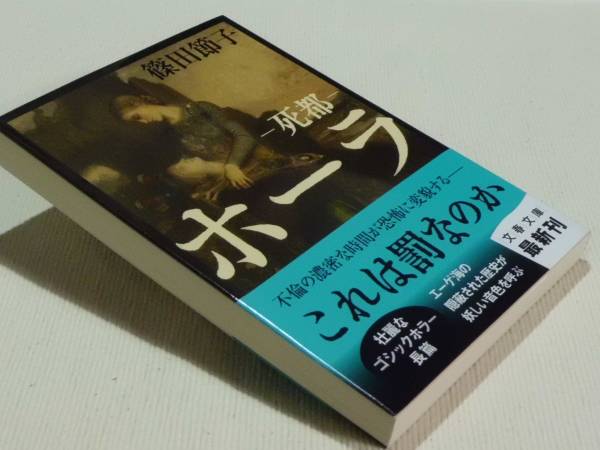 篠田節子
ホーラ
―死都―
不倫の濃密な時間が恐怖に変貌する――
これは罰なのか
エーゲ海の
隠蔽された歴史が
妖しい音色を呼ぶ
壮麗な
ゴシックホラー
長篇
文春文庫
最新刊